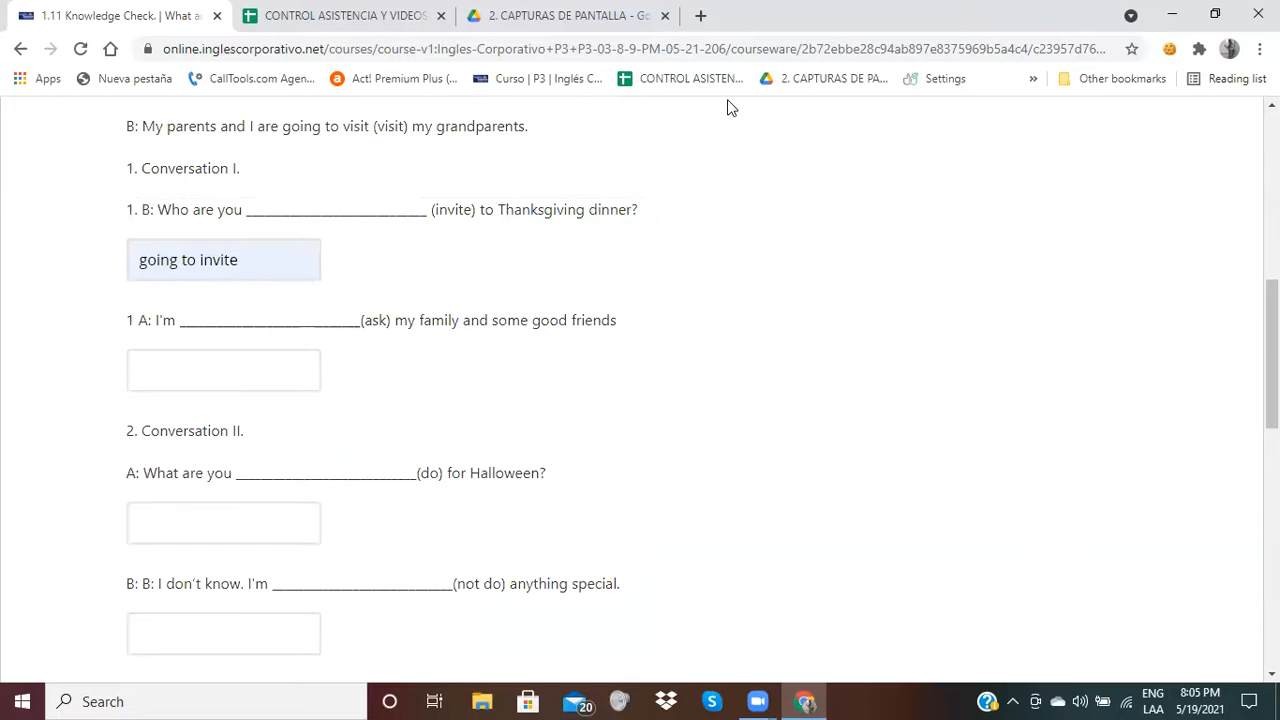 1.11 Knowledge Check. | What a
CONTROL ASISTENCIA Y VIDEOS
2. CAPTURAS DE PANTALLA - Go
online.inglescorporativo.net/courses/course-v1:Ingles-Corporativo+P3+P3-03-8-9-PM-05-21-206/courseware/2b72ebbe28c94ab897e8375969b5a4c4/c23957d76...
Apps
Nueva pestaña
CallTools.com Agen...
Act! Premium Plus (...
Curso | P3 | Inglés C...
CONTROL ASISTEN...
2. CAPTURAS DE PA...
Settings
»
Other bookmarks
Reading list
B: My parents and I are going to visit (visit) my grandparents.
1. Conversation I.
1. B: Who are you __________________________ (invite) to Thanksgiving dinner?
going to invite
1 A: I'm __________________________(ask) my family and some good friends
2. Conversation II.
A: What are you __________________________(do) for Halloween?
B: B: I don't know. I'm __________________________(not do) anything special.
Search
20
ENG
LAA
8:05 PM
5/19/2021